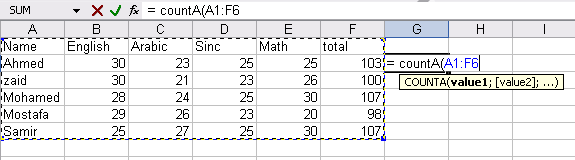 SUM = countA(A1:F6
A B C D E F G H I
Name English Arabic Sinc Math total
Ahmed 30 23 25 25 103 = countA(A1:F6
zaid 30 21 23 26 100 COUNTA(value1; [value2]; ...)
Mohamed 28 24 25 30 107
Mostafa 29 26 23 20 98
Samir 25 27 25 30 107